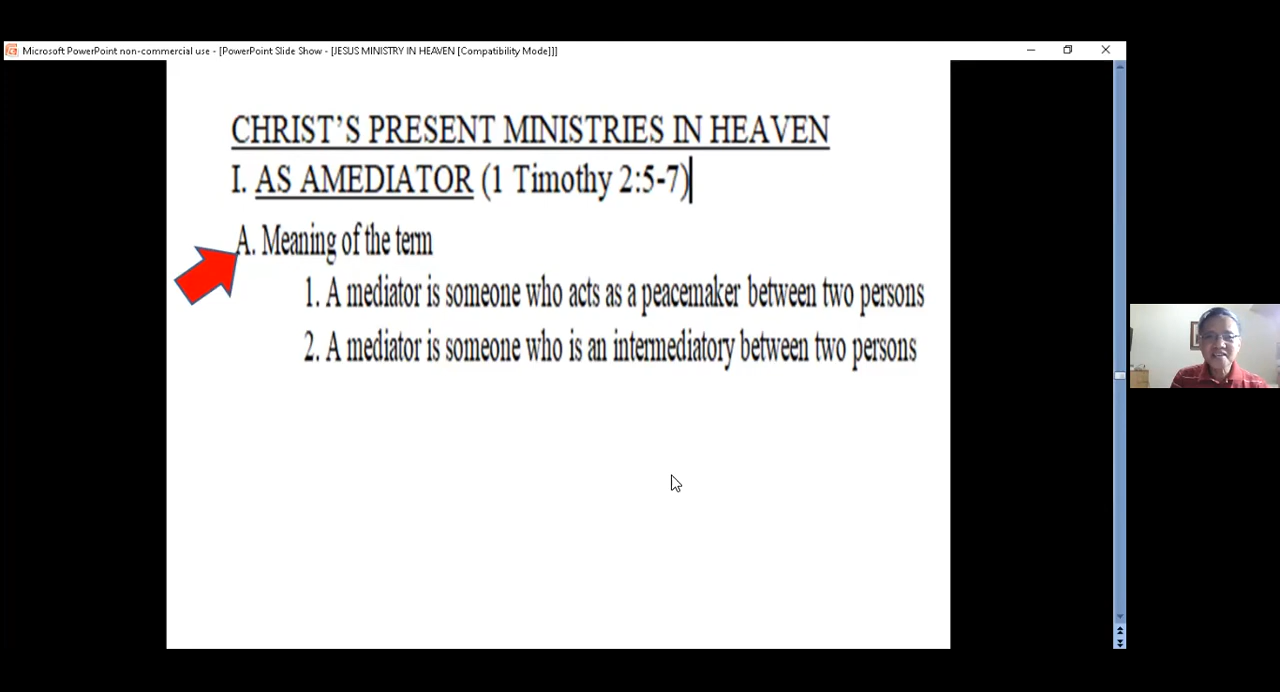 Microsoft PowerPoint non-commercial use - [PowerPoint Slide Show - [JESUS MINISTRY IN HEAVEN [Compatibility Mode]]]
CHRIST'S PRESENT MINISTRIES IN HEAVEN
I. AS AMEDIATOR (1 Timothy 2:5-7)
A. Meaning of the term
1. A mediator is someone who acts as a peacemaker between two persons
2. A mediator is someone who is an intermediatory between two persons